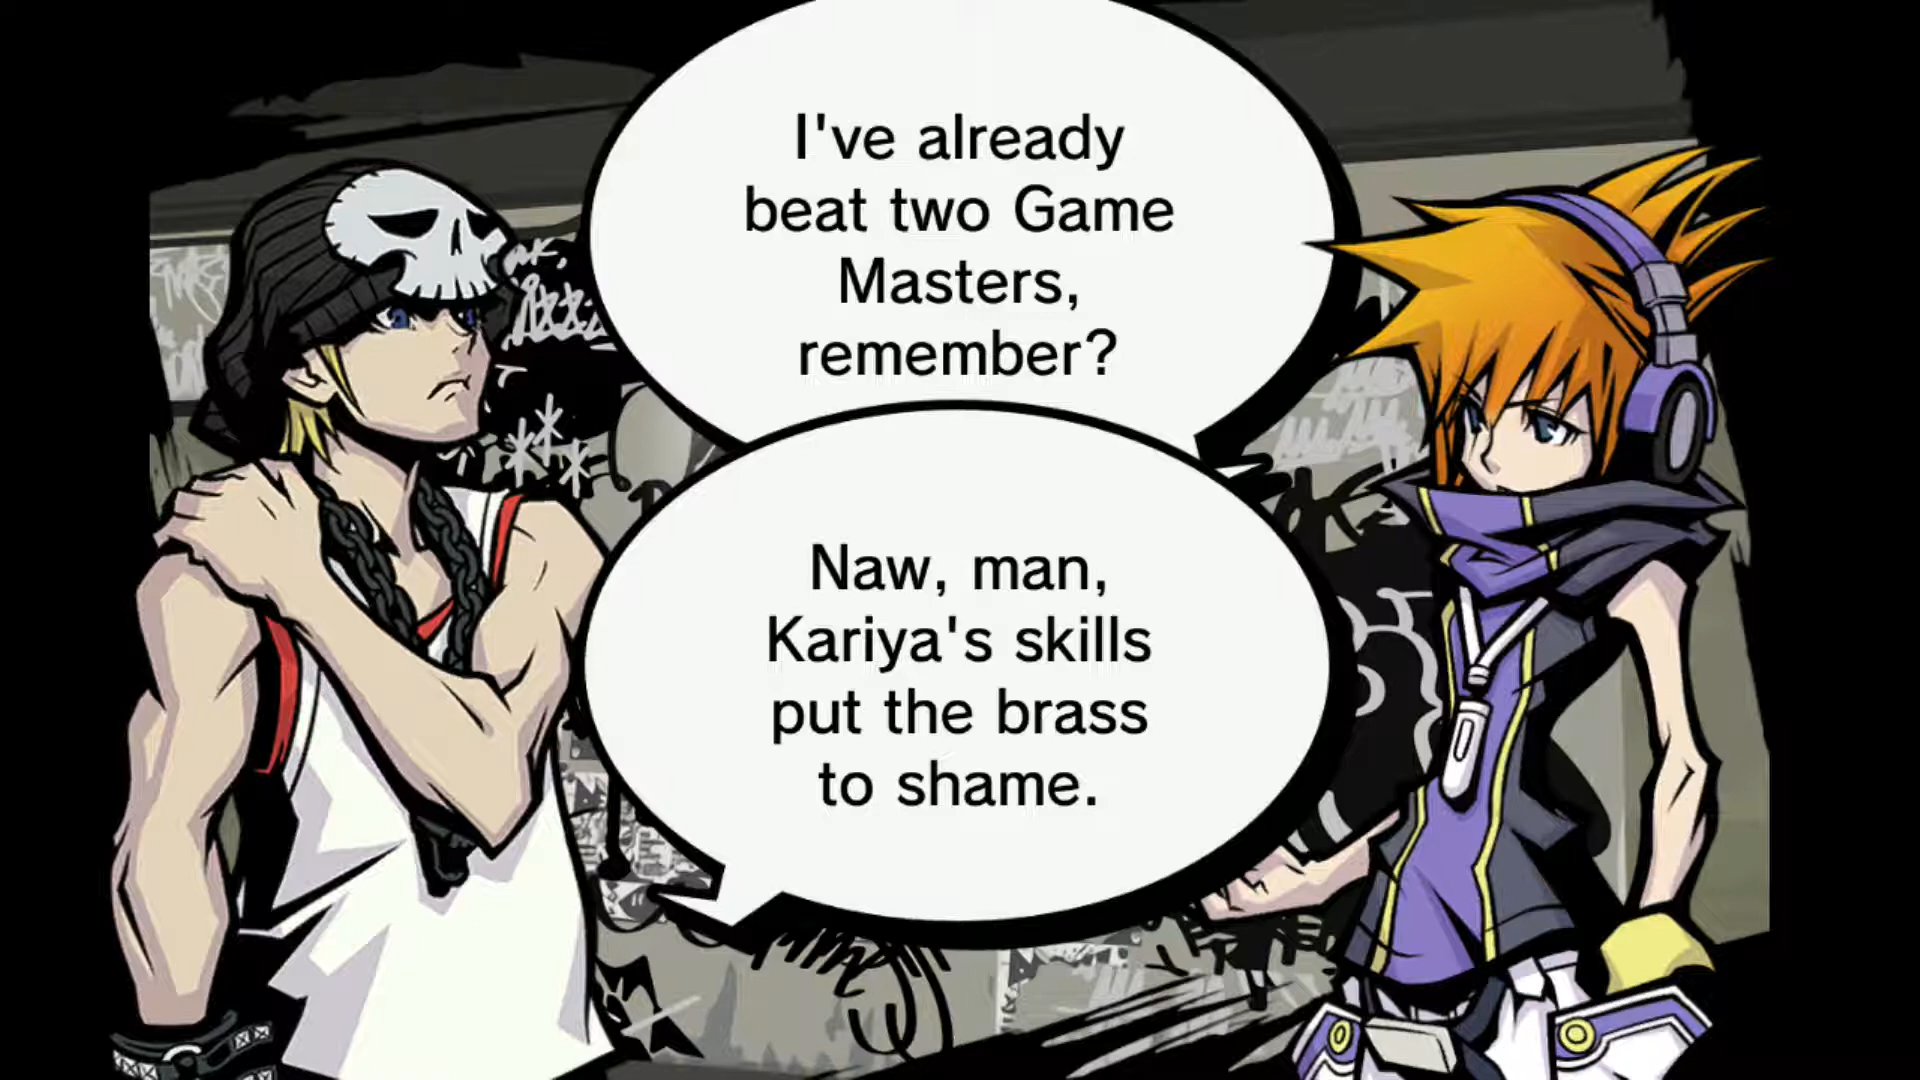 I've already
beat two Game
Masters,
remember?
Naw, man,
Kariya's skills
put the brass
to shame.